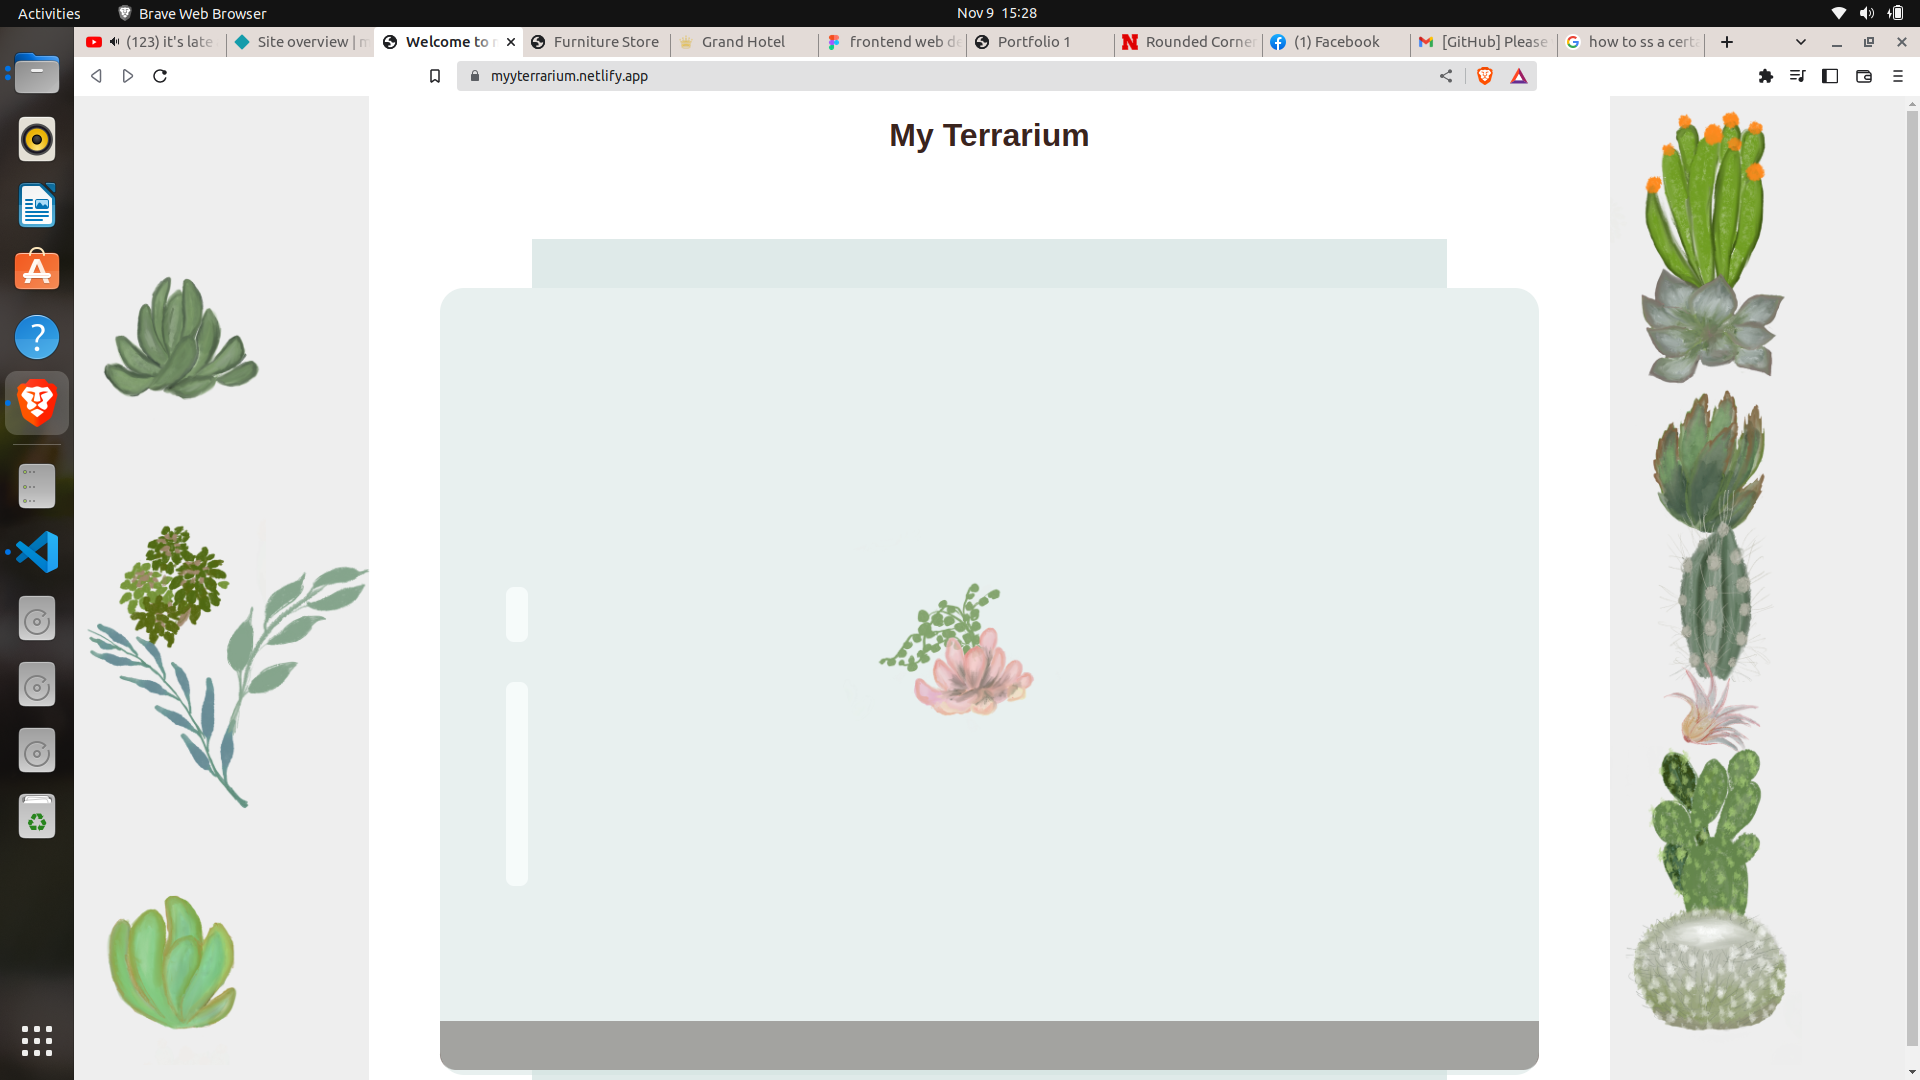 Activities
Brave Web Browser
Nov 9 15:28
(123) it's late
Site overview | m
Welcome to
Furniture Store
Grand Hotel
frontend web de
Portfolio 1
Rounded Corner
(1) Facebook
[GitHub] Please
how to ss a certa
myyterrarium.netlify.app
My Terrarium